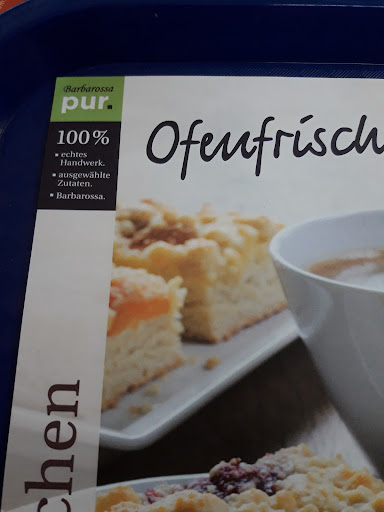 Barbarossa
pur.
100%
▪ echtes
Handwerk.
▪ ausgewählte
Zutaten.
▪ Barbarossa.
Ofenfrisch
chen